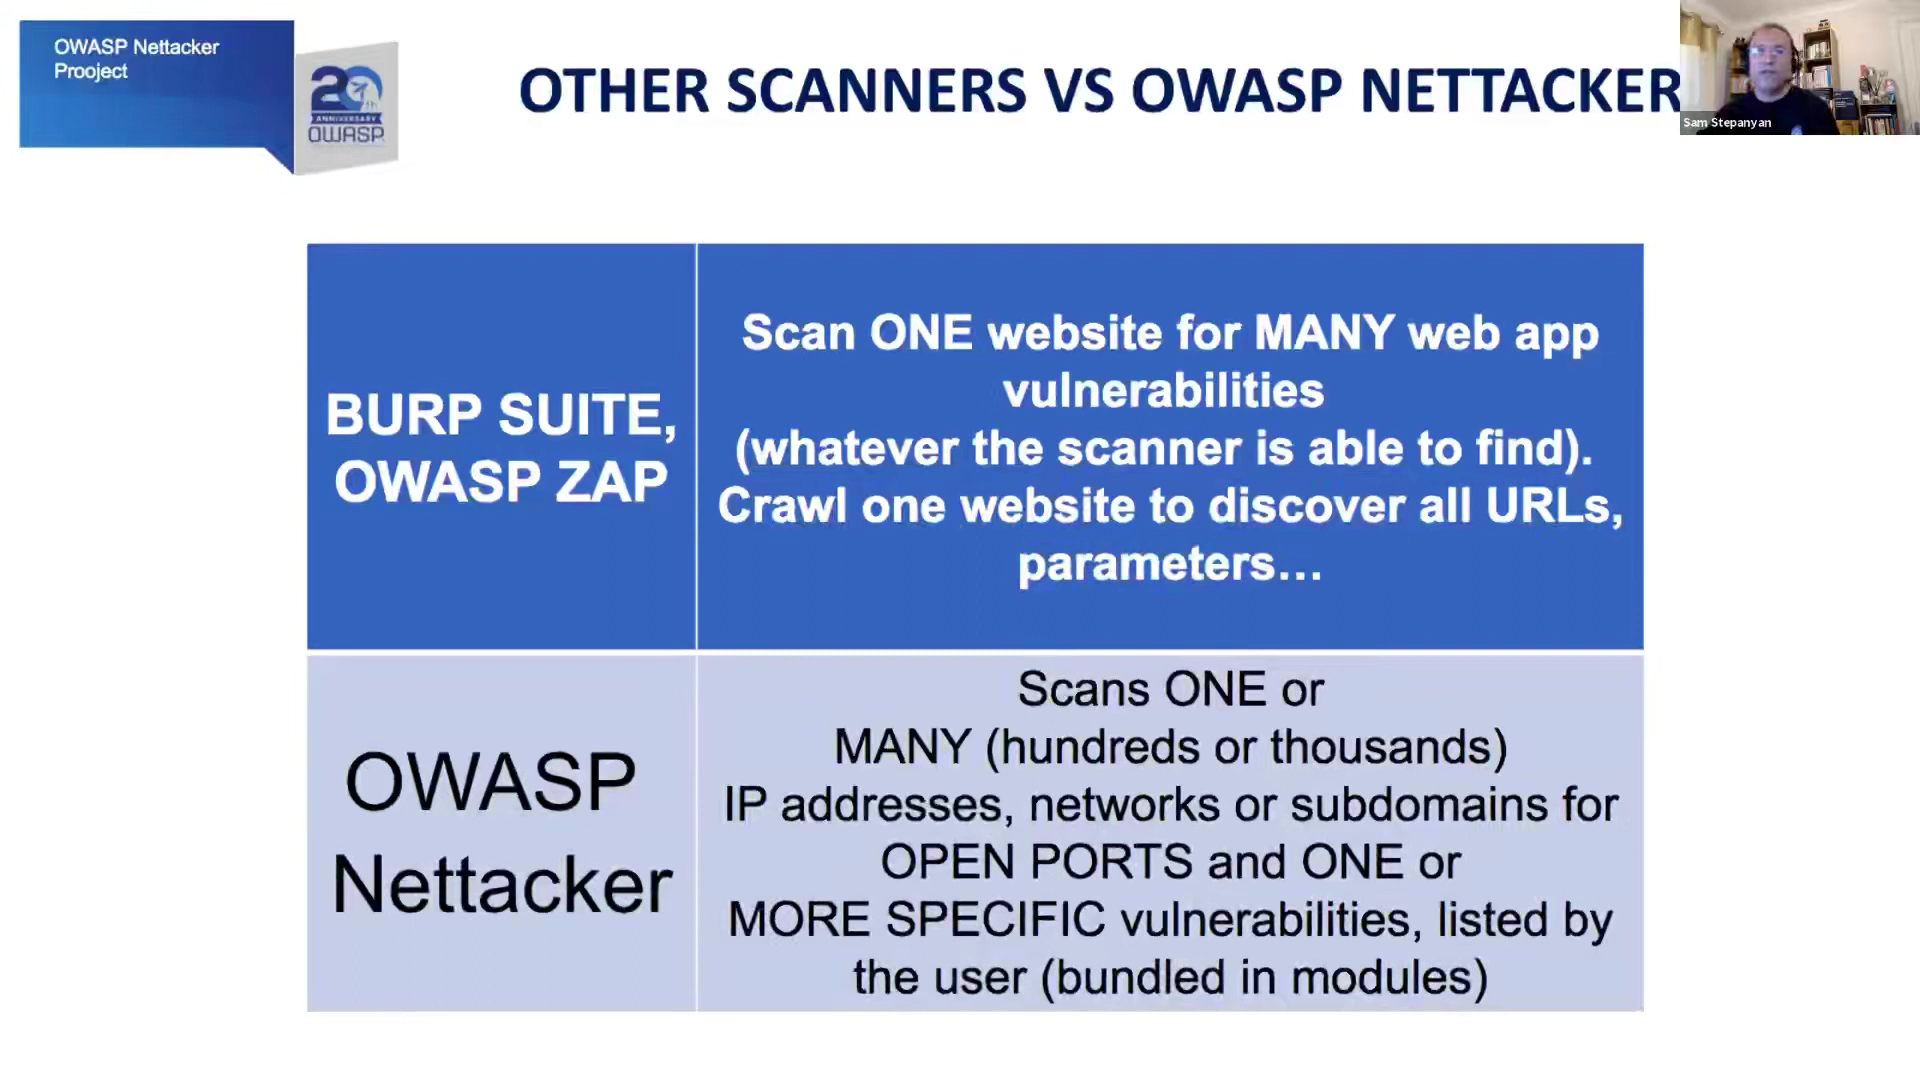 OWASP Nettacker
Prooject
20th
ANNIVERSARY
OWASP
OTHER SCANNERS VS OWASP NETTACKER
Sam Stepanyan
BURP SUITE,
OWASP ZAP
Scan ONE website for MANY web app
vulnerabilities
(whatever the scanner is able to find).
Crawl one website to discover all URLs,
parameters…
OWASP
Nettacker
Scans ONE or
MANY (hundreds or thousands)
IP addresses, networks or subdomains for
OPEN PORTS and ONE or
MORE SPECIFIC vulnerabilities, listed by
the user (bundled in modules)